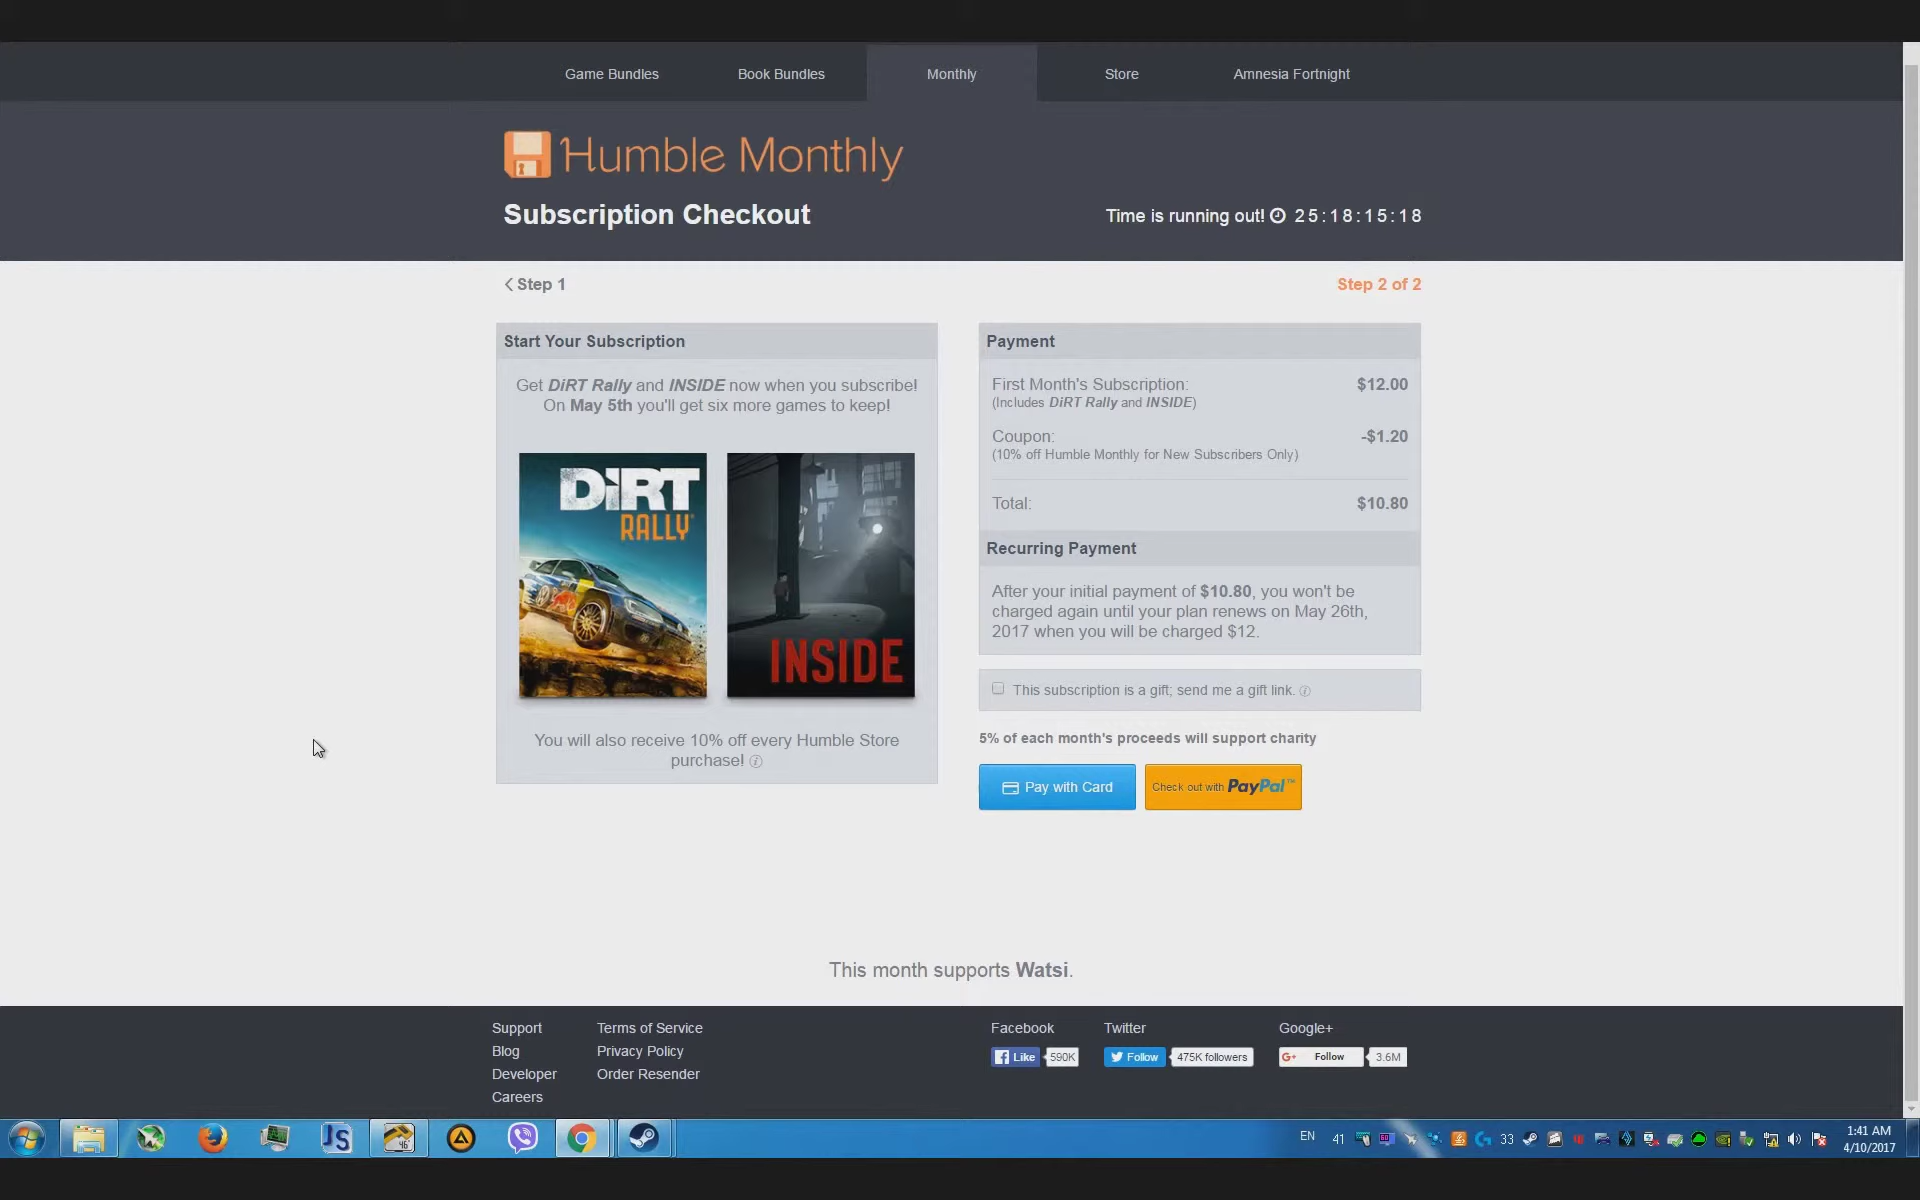 Game Bundles
Book Bundles
Monthly
Store
Amnesia Fortnight
Humble Monthly
Subscription Checkout
Time is running out! 25:18:15:18
Step 1
Step 2 of 2
Start Your Subscription
Get DiRT Rally and INSIDE now when you subscribe!
On May 5th you'll get six more games to keep!
DiRT
RALLY
INSIDE
You will also receive 10% off every Humble Store
purchase!
Payment
First Month's Subscription: $12.00
(Includes DiRT Rally and INSIDE)
Coupon: -$1.20
(10% off Humble Monthly for New Subscribers Only)
Total: $10.80
Recurring Payment
After your initial payment of $10.80, you won't be
charged again until your plan renews on May 26th,
2017 when you will be charged $12.
This subscription is a gift; send me a gift link.
5% of each month's proceeds will support charity
Pay with Card
Check out with PayPal™
This month supports Watsi.
Support
Blog
Developer
Careers
Terms of Service
Privacy Policy
Order Resender
Facebook
Like 590K
Twitter
Follow 475K followers
Google+
G+ Follow 3.6M
JS
46°
EN
41
33
1:41 AM
4/10/2017